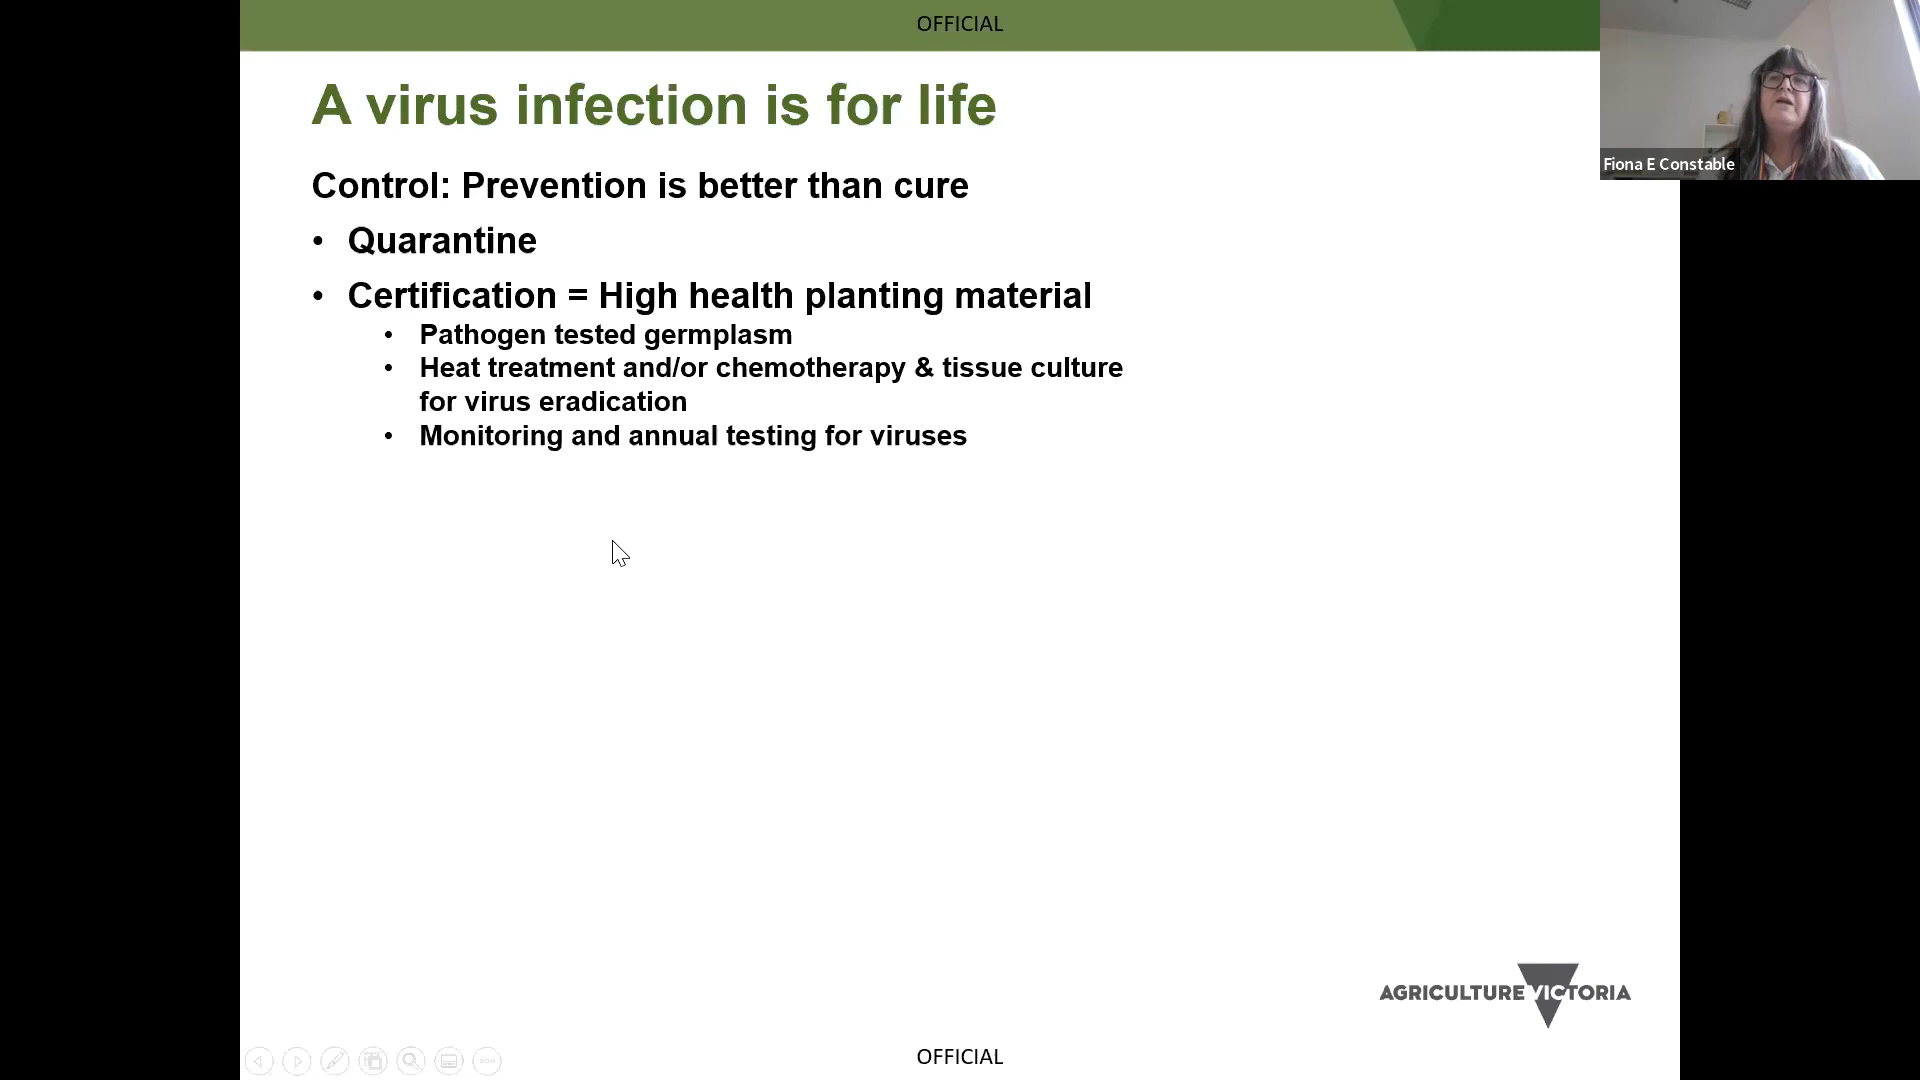 OFFICIAL
A virus infection is for life
Fiona E Constable
Control: Prevention is better than cure
• Quarantine
• Certification = High health planting material
• Pathogen tested germplasm
• Heat treatment and/or chemotherapy & tissue culture
for virus eradication
• Monitoring and annual testing for viruses
AGRICULTURE VICTORIA
OFFICIAL